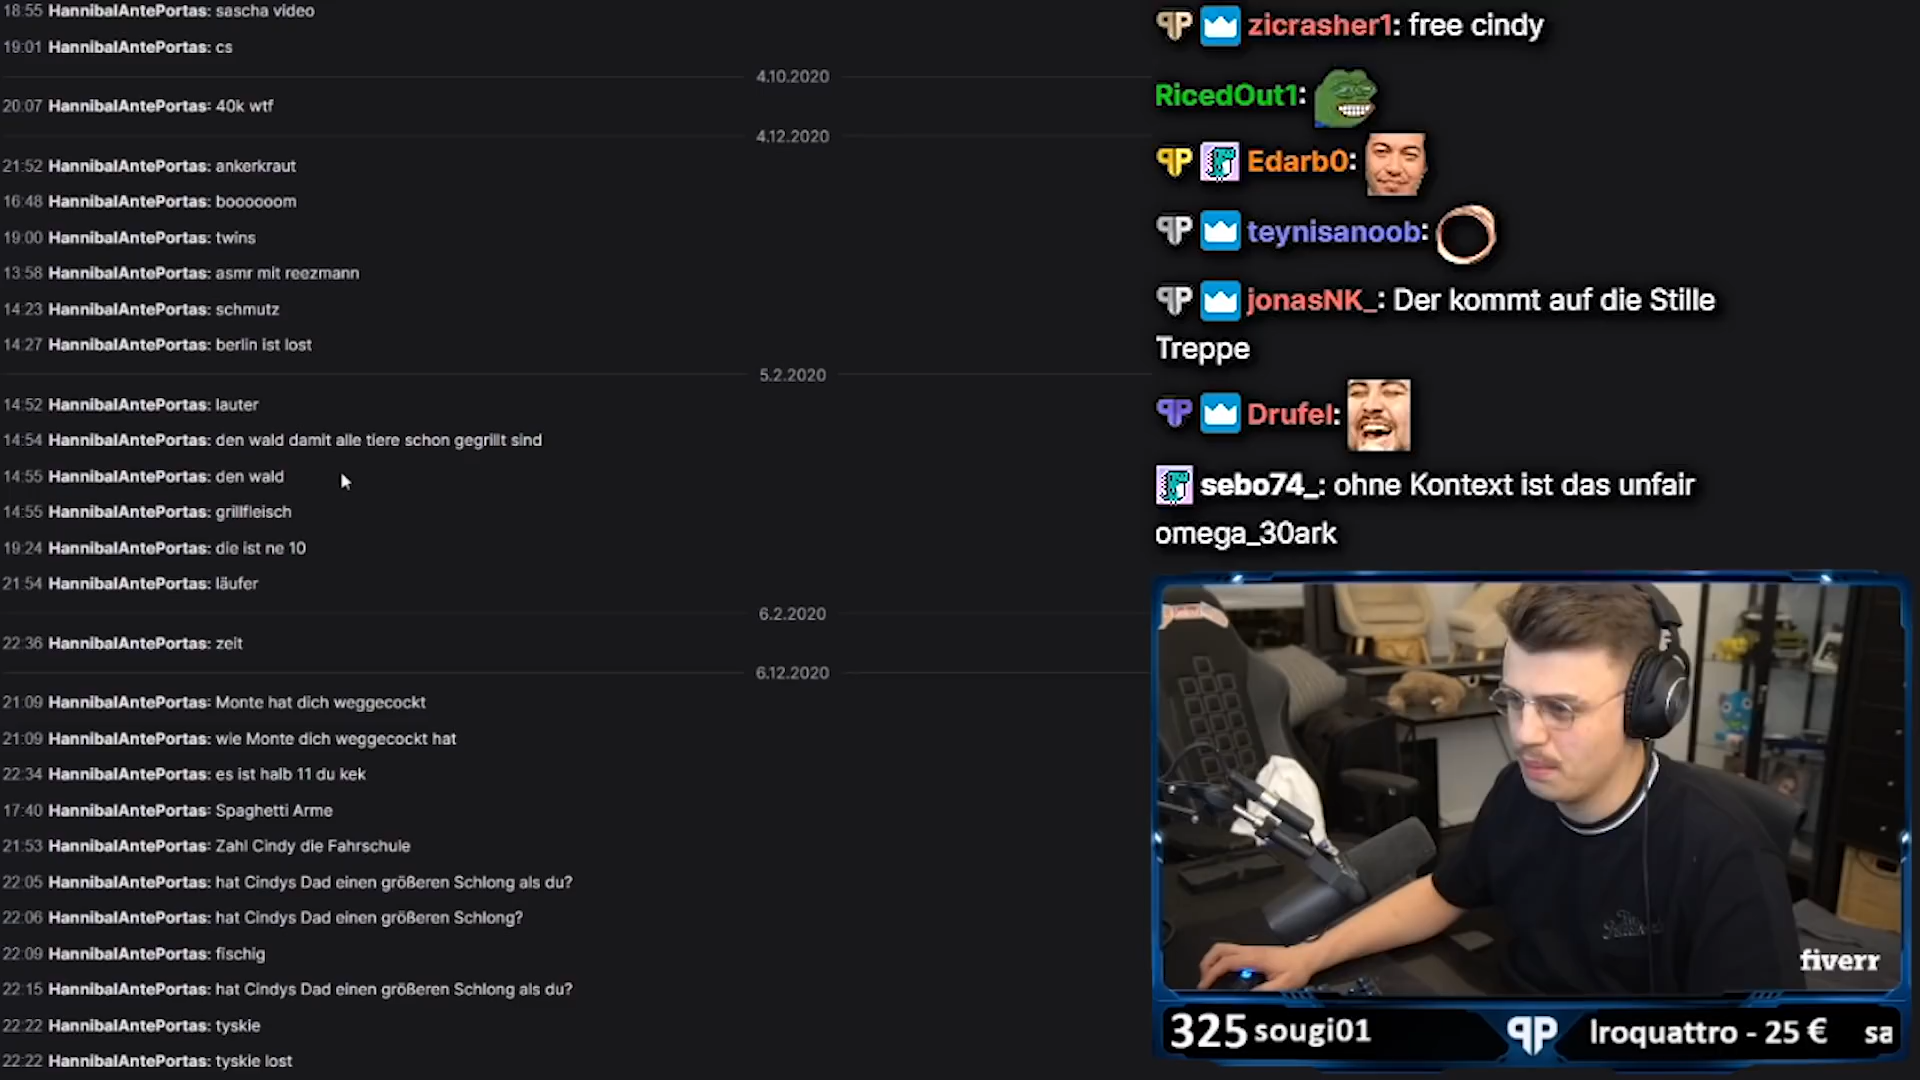 18:55 HannibalAntePortas: sascha video
19:01 HannibalAntePortas: cs
4.10.2020
20:07 HannibalAntePortas: 40k wtf
4.12.2020
21:52 HannibalAntePortas: ankerkraut
16:48 HannibalAntePortas: boooooom
19:00 HannibalAntePortas: twins
13:58 HannibalAntePortas: asmr mit reezmann
14:23 HannibalAntePortas: schmutz
14:27 HannibalAntePortas: berlin ist lost
5.2.2020
14:52 HannibalAntePortas: lauter
14:54 HannibalAntePortas: den wald damit alle tiere schon gegrillt sind
14:55 HannibalAntePortas: den wald
14:55 HannibalAntePortas: grillfleisch
19:24 HannibalAntePortas: die ist ne 10
21:54 HannibalAntePortas: läufer
6.2.2020
22:36 HannibalAntePortas: zeit
6.12.2020
21:09 HannibalAntePortas: Monte hat dich weggecockt
21:09 HannibalAntePortas: wie Monte dich weggecockt hat
22:34 HannibalAntePortas: es ist halb 11 du kek
17:40 HannibalAntePortas: Spaghetti Arme
21:53 HannibalAntePortas: Zahl Cindy die Fahrschule
22:05 HannibalAntePortas: hat Cindys Dad einen größeren Schlong als du?
22:06 HannibalAntePortas: hat Cindys Dad einen größeren Schlong?
22:09 HannibalAntePortas: fischig
22:15 HannibalAntePortas: hat Cindys Dad einen größeren Schlong als du?
22:22 HannibalAntePortas: tyskie
22:22 HannibalAntePortas: tyskie lost
zicrasher1: free cindy
RicedOut1:
Edarb0:
teynisanoob:
jonasNK_: Der kommt auf die Stille
Treppe
Drufel:
sebo74_: ohne Kontext ist das unfair
omega_30ark
fiverr
325 sougi01
Iroquattro - 25 € sa